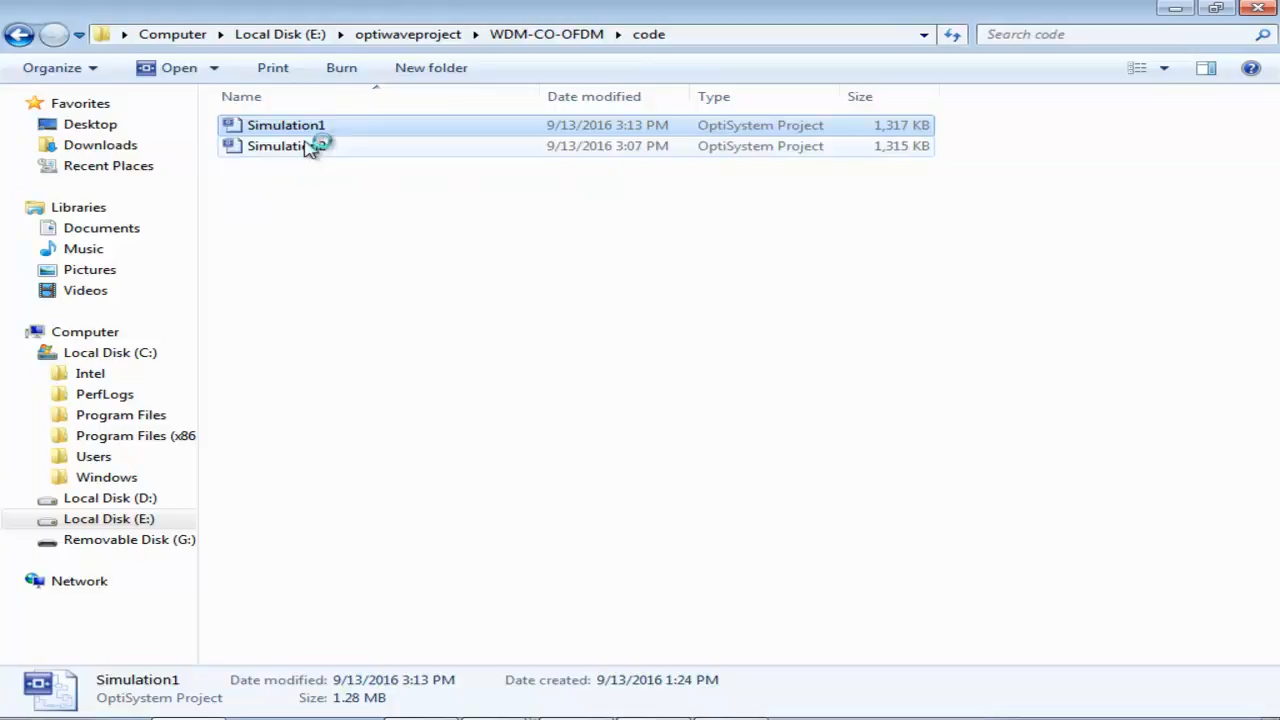 Computer Local Disk (E:) optiwaveproject WDM-CO-OFDM code Search code
Organize Open Print Burn New folder
Name Date modified Type Size
Favorites
Desktop
Downloads
Recent Places
Libraries
Documents
Music
Pictures
Videos
Computer
Local Disk (C:)
Intel
PerfLogs
Program Files
Program Files (x86
Users
Windows
Local Disk (D:)
Local Disk (E:)
Removable Disk (G:)
Network
Simulation1 9/13/2016 3:13 PM OptiSystem Project 1,317 KB
9/13/2016 3:07 PM OptiSystem Project 1,315 KB
Simulation1 Date modified: 9/13/2016 3:13 PM Date created: 9/13/2016 1:24 PM
OptiSystem Project Size: 1.28 MB